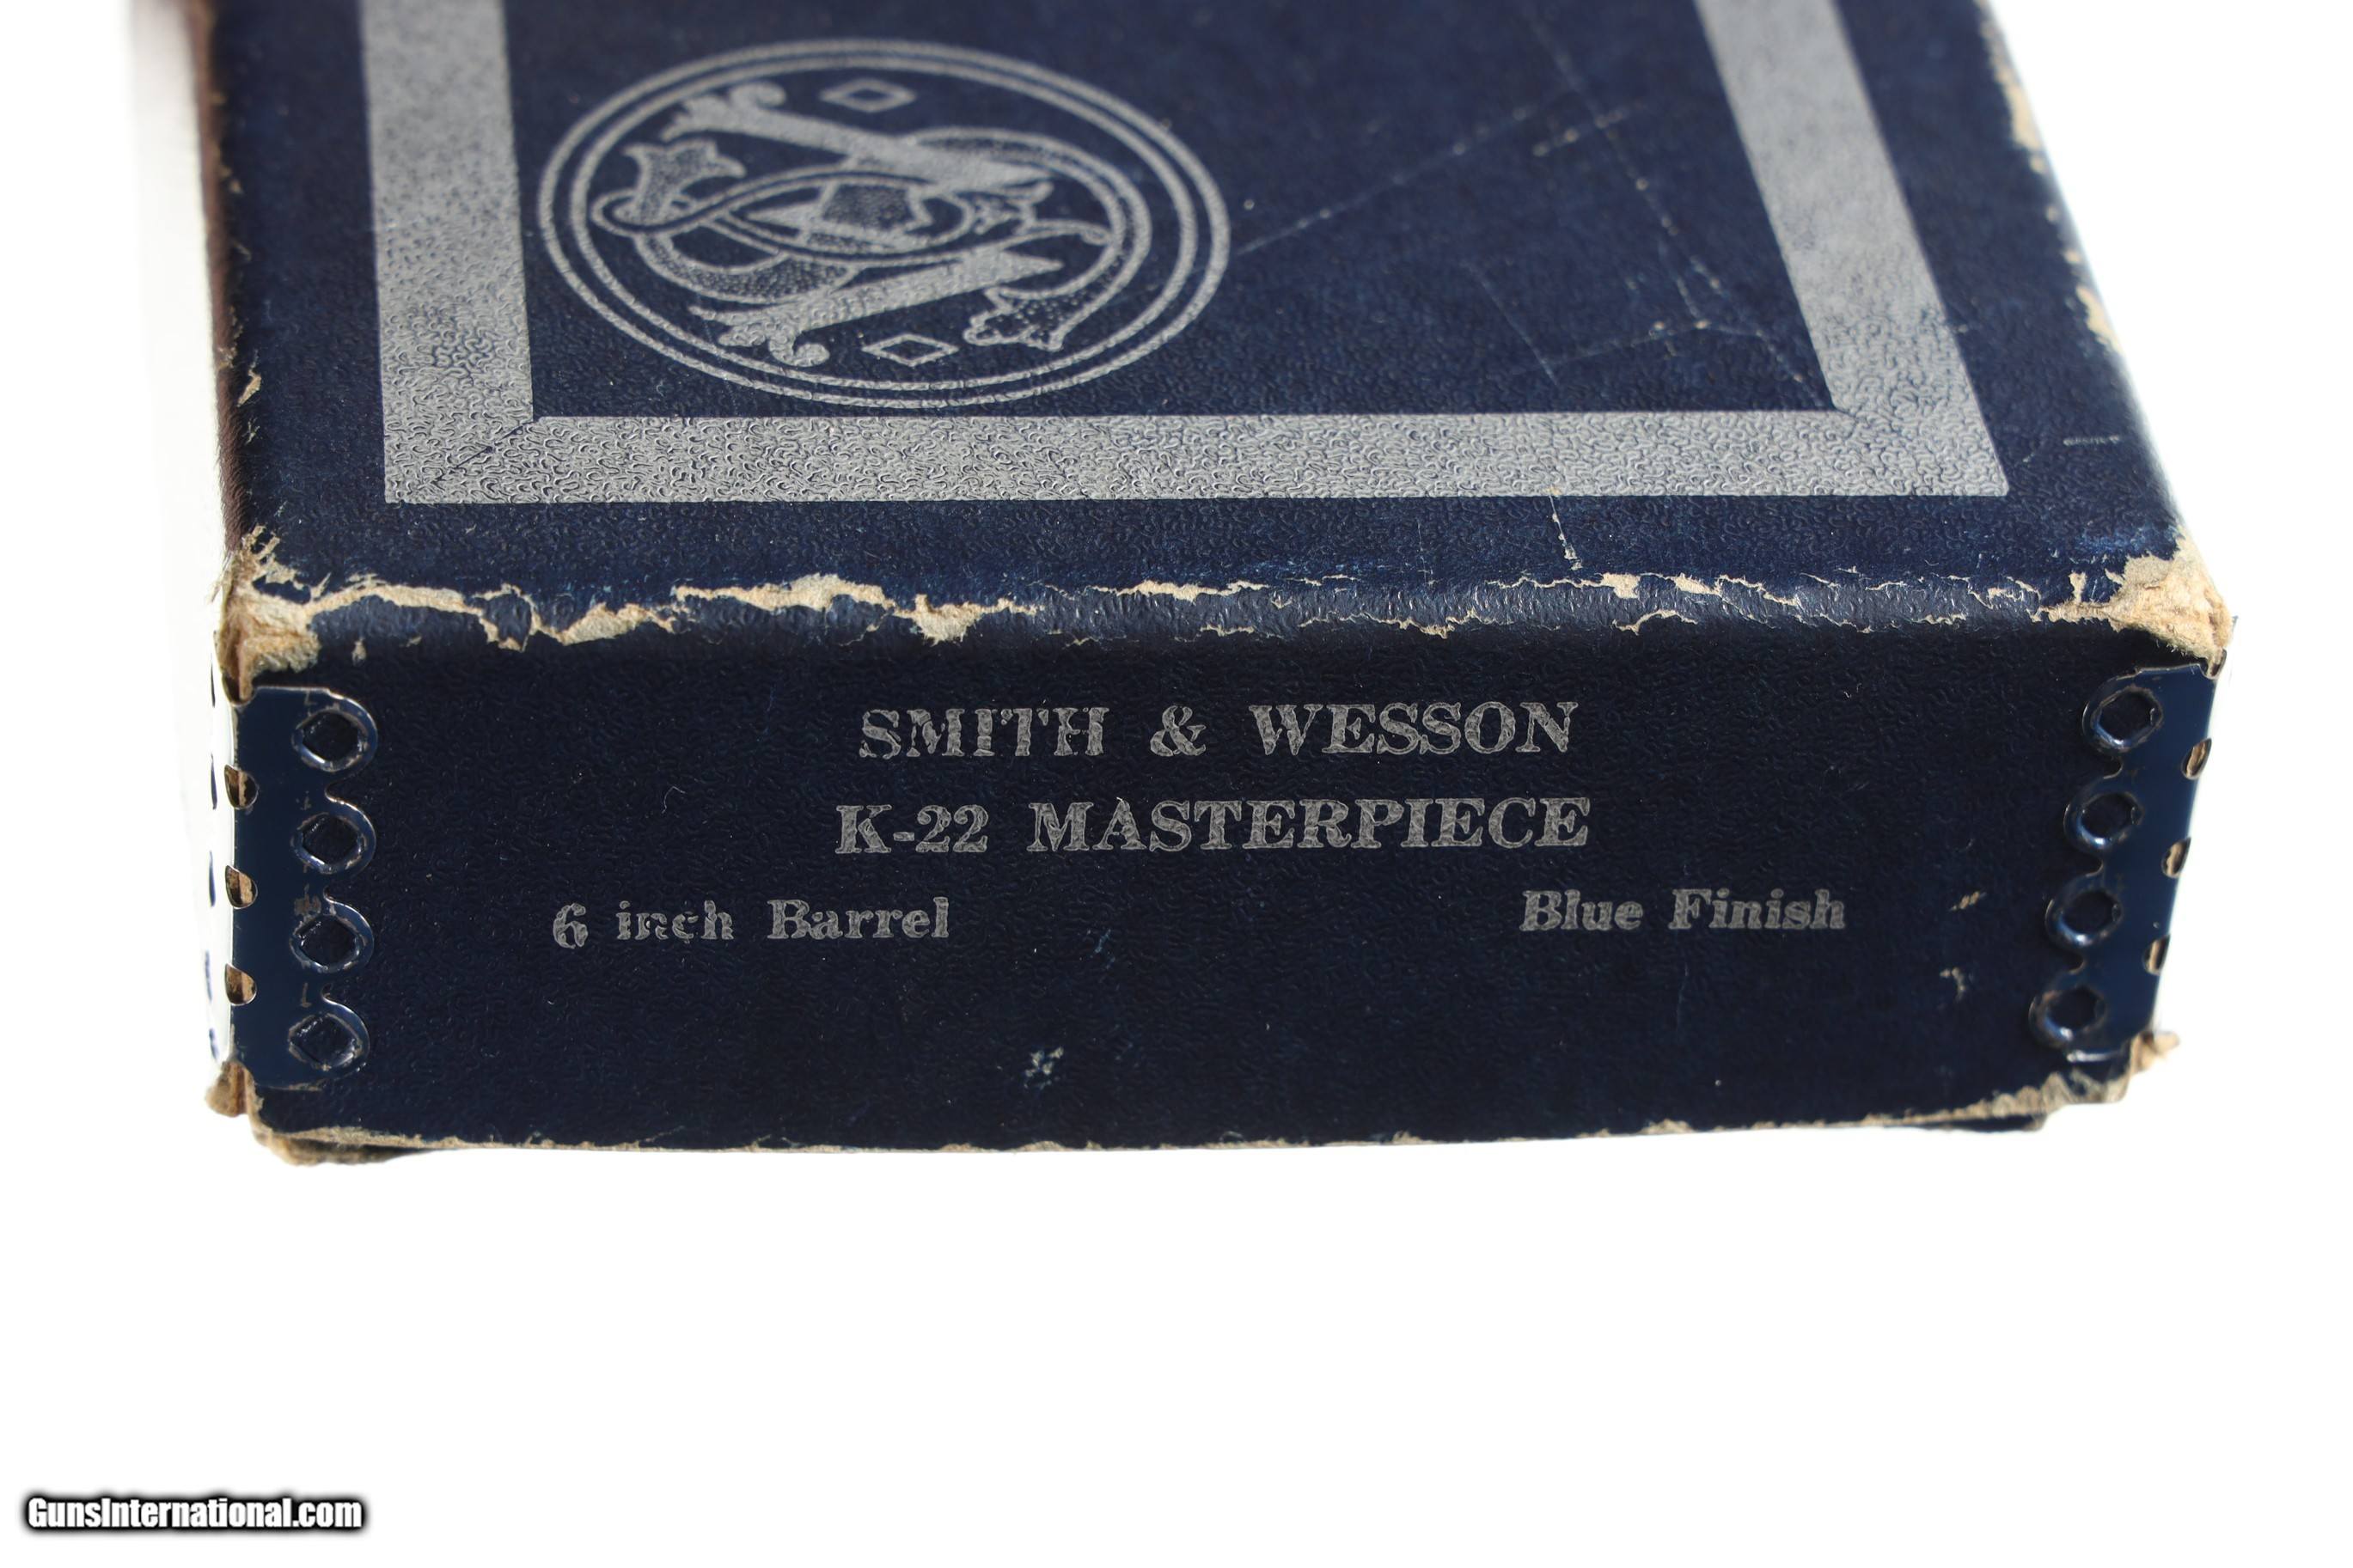 SMITH & WESSON
K-22 MASTERPIECE
6 inch Barrel Blue Finish
GunsInternational.com